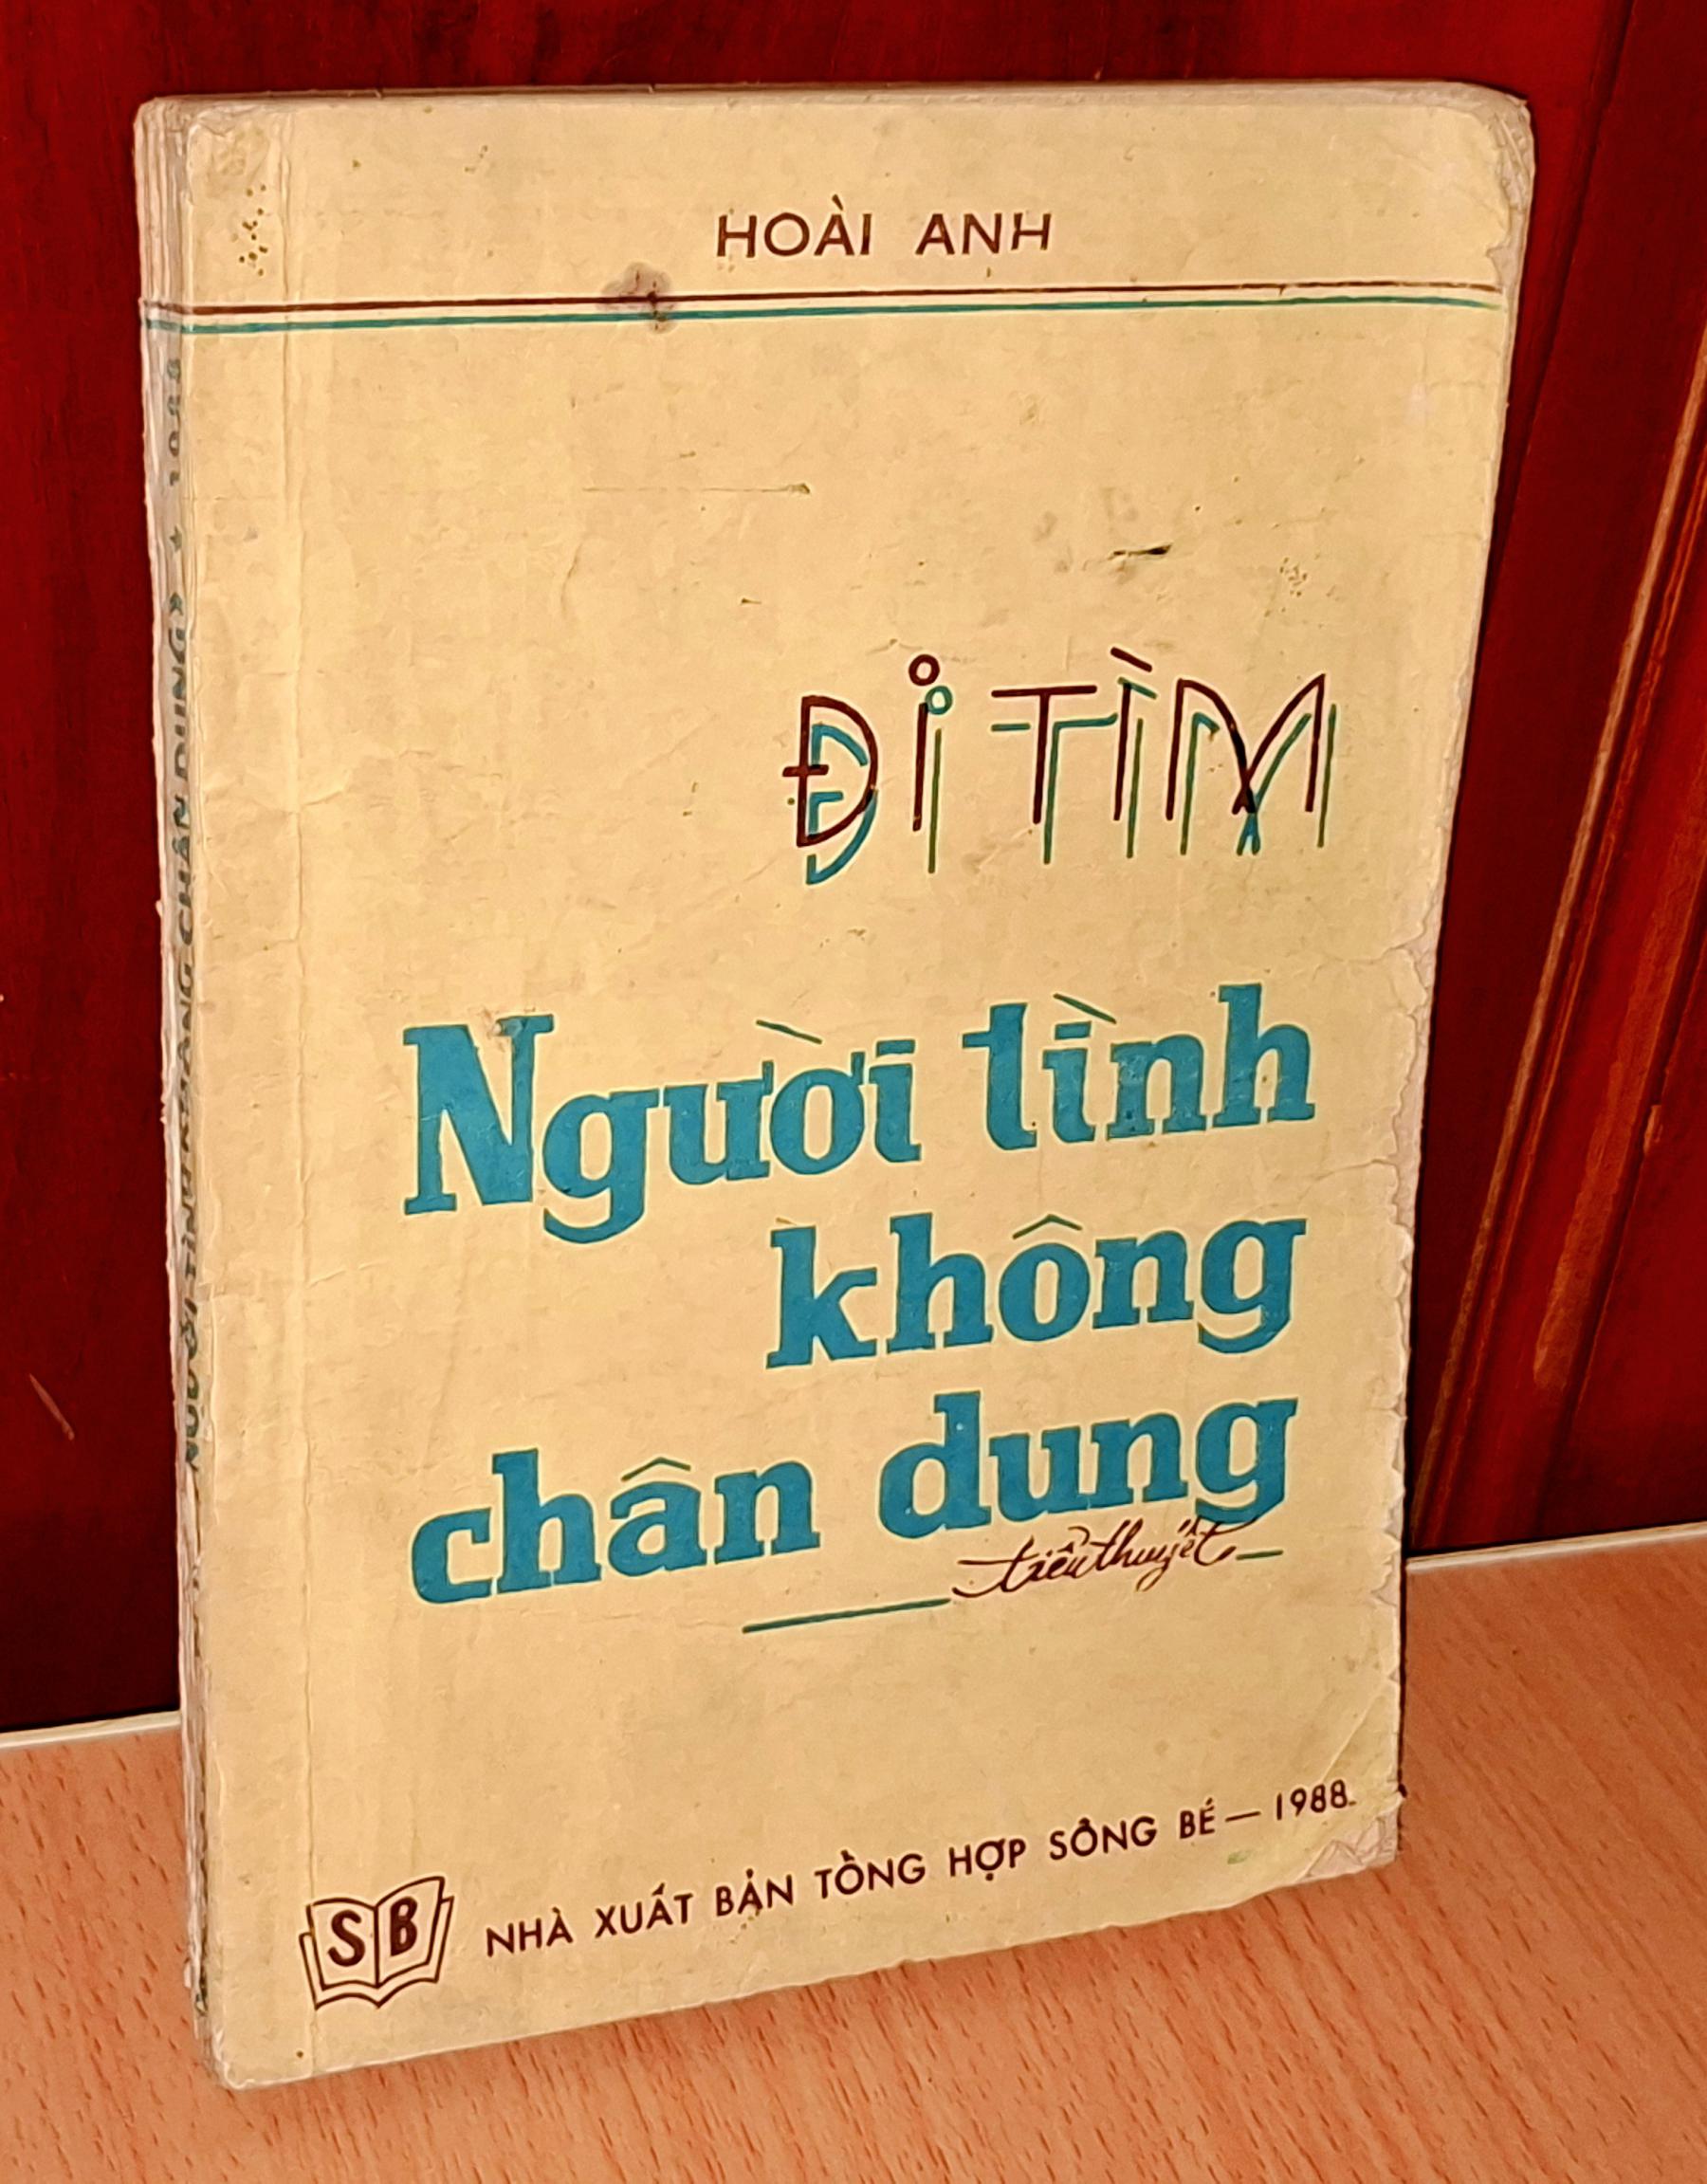 HOÀI ANH
ĐI TÌM
Người tình
không
chân dung
tiểu thuyết
SB
NHÀ XUẤT BẢN TỔNG HỢP SÔNG BÉ — 1988